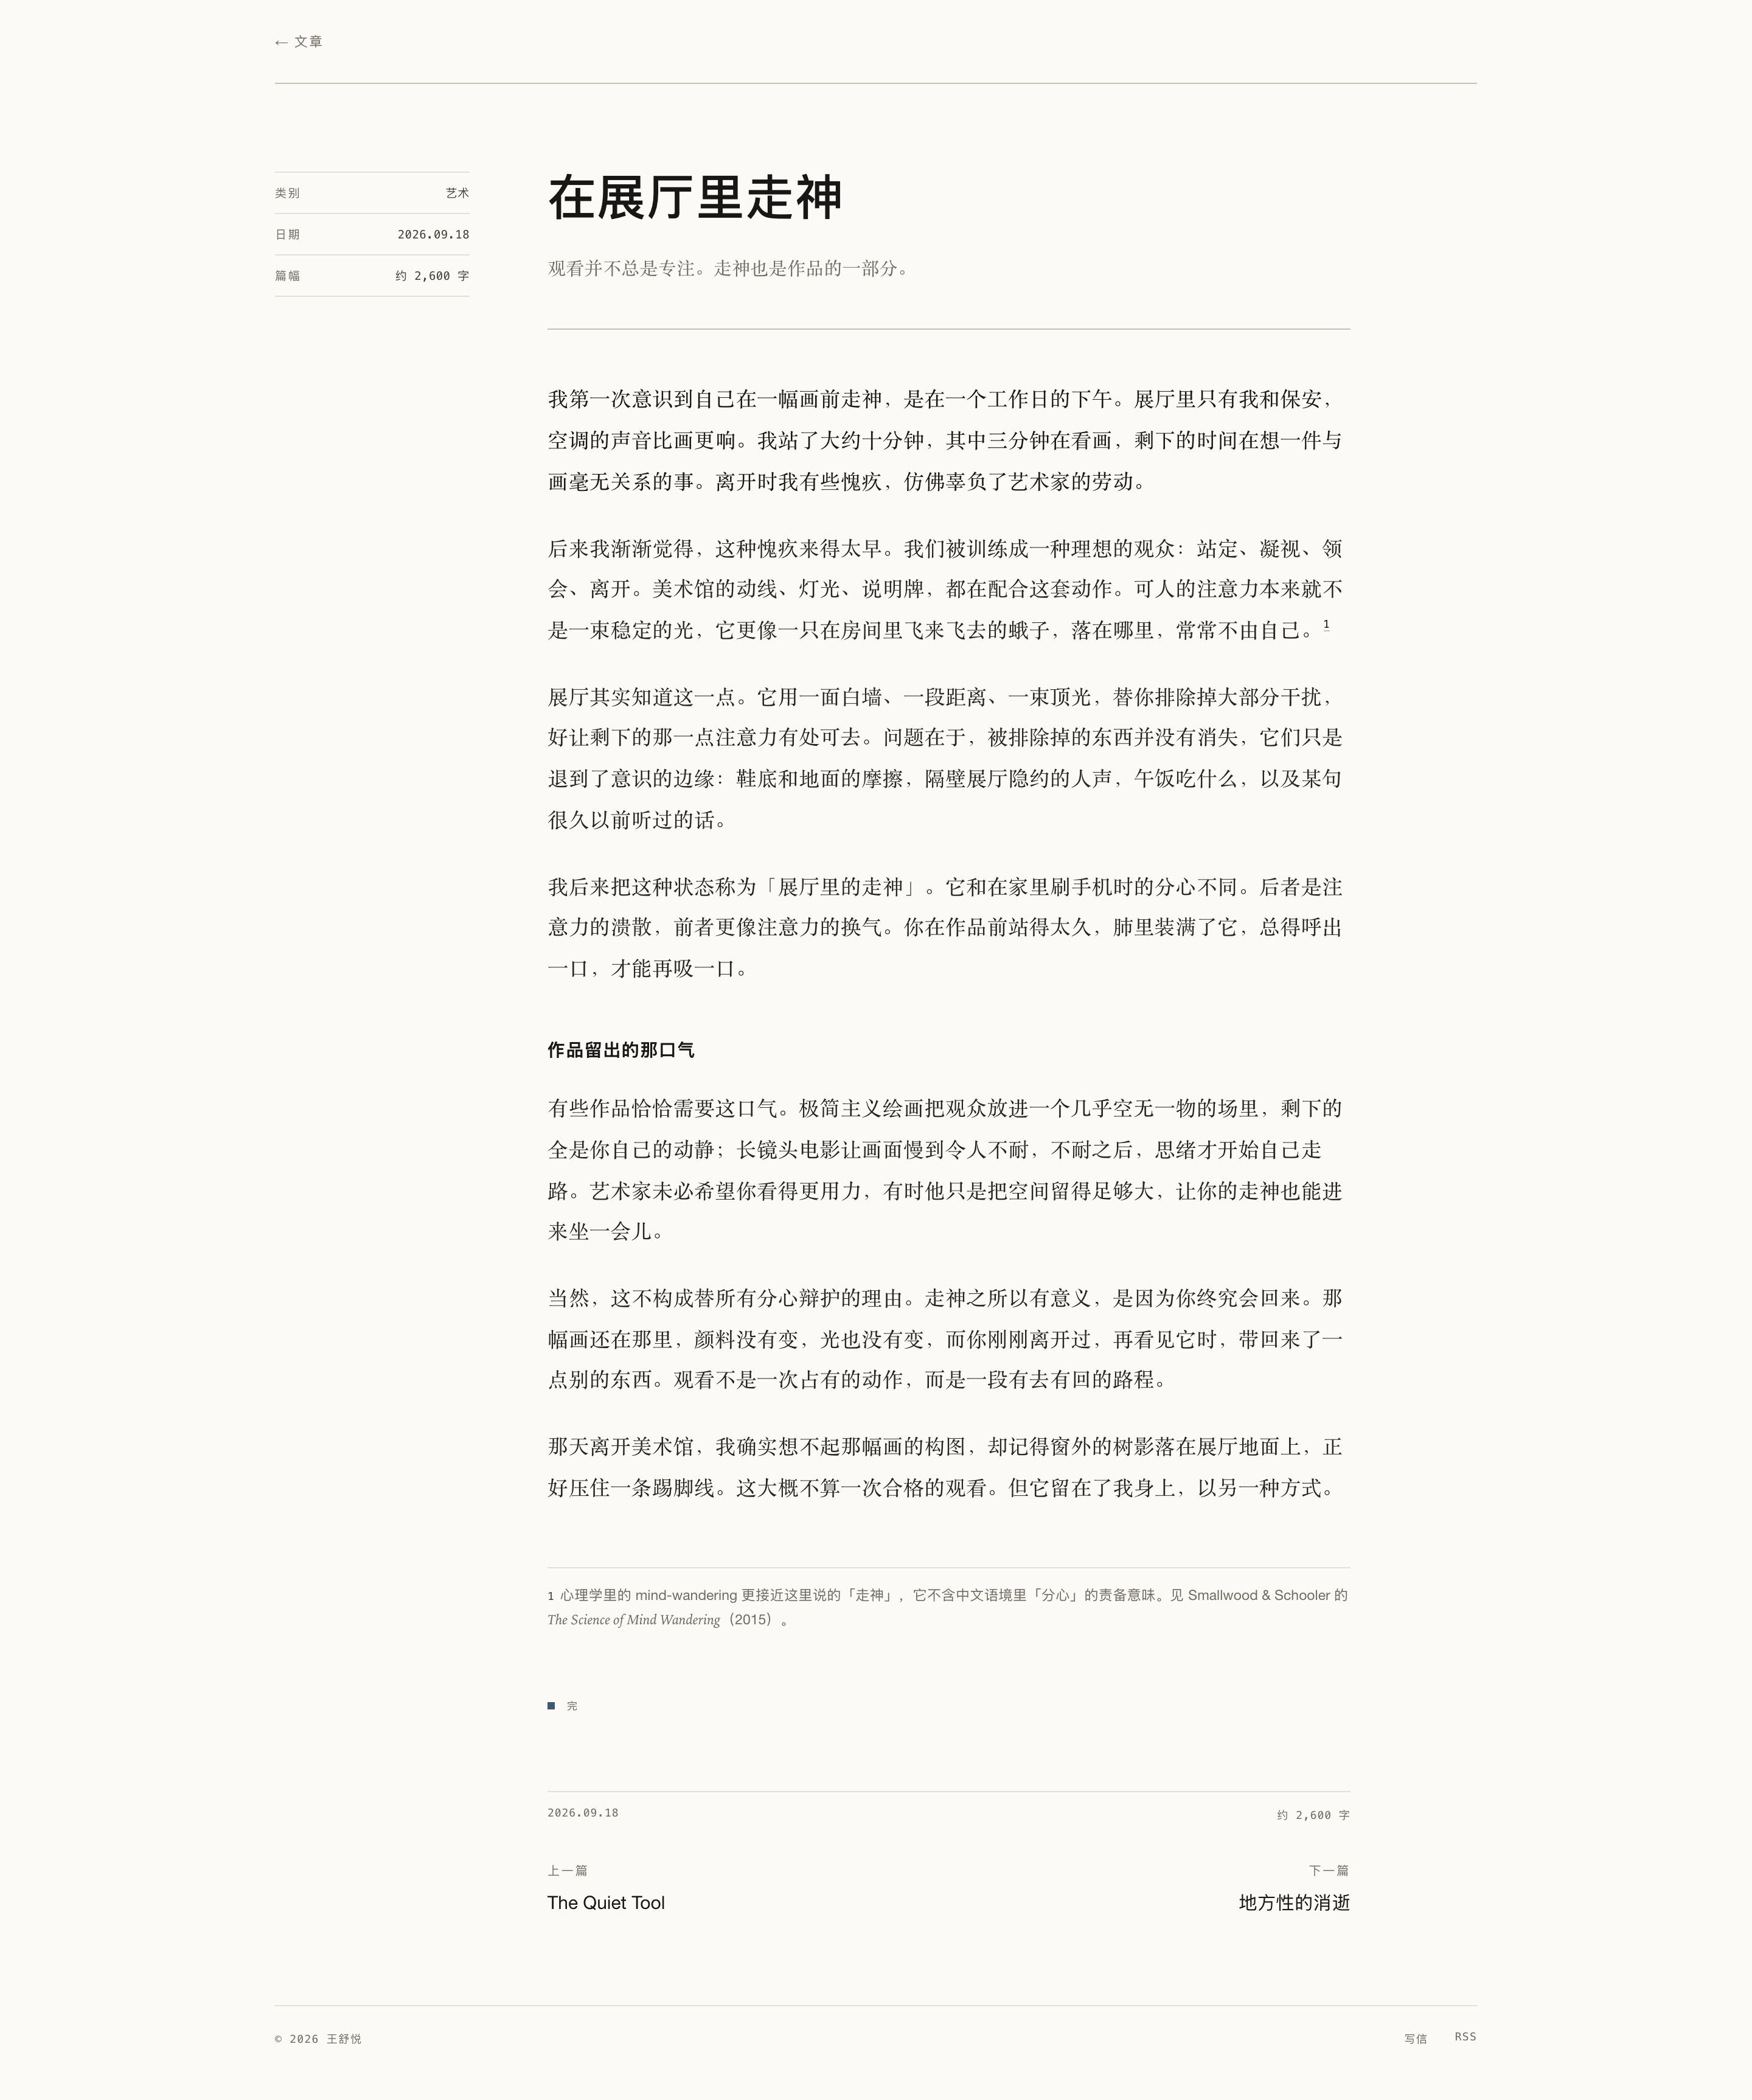 ← 文章
类别 艺术
日期 2026.09.18
篇幅 约 2,600 字
在展厅里走神
观看并不总是专注。走神也是作品的一部分。
我第一次意识到自己在一幅画前走神，是在一个工作日的下午。展厅里只有我和保安，
空调的声音比画更响。我站了大约十分钟，其中三分钟在看画，剩下的时间在想一件与
画毫无关系的事。离开时我有些愧疚，仿佛辜负了艺术家的劳动。
后来我渐渐觉得，这种愧疚来得太早。我们被训练成一种理想的观众：站定、凝视、领
会、离开。美术馆的动线、灯光、说明牌，都在配合这套动作。可人的注意力本来就不
是一束稳定的光，它更像一只在房间里飞来飞去的蛾子，落在哪里，常常不由自己。1
展厅其实知道这一点。它用一面白墙、一段距离、一束顶光，替你排除掉大部分干扰，
好让剩下的那一点注意力有处可去。问题在于，被排除掉的东西并没有消失，它们只是
退到了意识的边缘：鞋底和地面的摩擦，隔壁展厅隐约的人声，午饭吃什么，以及某句
很久以前听过的话。
我后来把这种状态称为「展厅里的走神」。它和在家里刷手机时的分心不同。后者是注
意力的溃散，前者更像注意力的换气。你在作品前站得太久，肺里装满了它，总得呼出
一口，才能再吸一口。
作品留出的那口气
有些作品恰恰需要这口气。极简主义绘画把观众放进一个几乎空无一物的场里，剩下的
全是你自己的动静；长镜头电影让画面慢到令人不耐，不耐之后，思绪才开始自己走
路。艺术家未必希望你看得更用力，有时他只是把空间留得足够大，让你的走神也能进
来坐一会儿。
当然，这不构成替所有分心辩护的理由。走神之所以有意义，是因为你终究会回来。那
幅画还在那里，颜料没有变，光也没有变，而你刚刚离开过，再看见它时，带回来了一
点别的东西。观看不是一次占有的动作，而是一段有去有回的路程。
那天离开美术馆，我确实想不起那幅画的构图，却记得窗外的树影落在展厅地面上，正
好压住一条踢脚线。这大概不算一次合格的观看。但它留在了我身上，以另一种方式。
1 心理学里的 mind-wandering 更接近这里说的「走神」，它不含中文语境里「分心」的责备意味。见 Smallwood & Schooler 的
The Science of Mind Wandering（2015）。
完
2026.09.18 约 2,600 字
上一篇 下一篇
The Quiet Tool 地方性的消逝
© 2026 王舒悦 写信 RSS